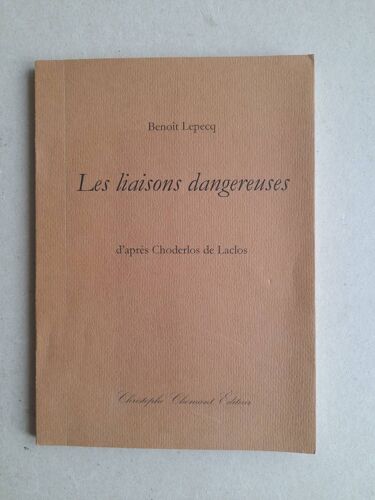 Benoît Lepecq
Les liaisons dangereuses
d'après Choderlos de Laclos
Christophe Chomant Éditeur